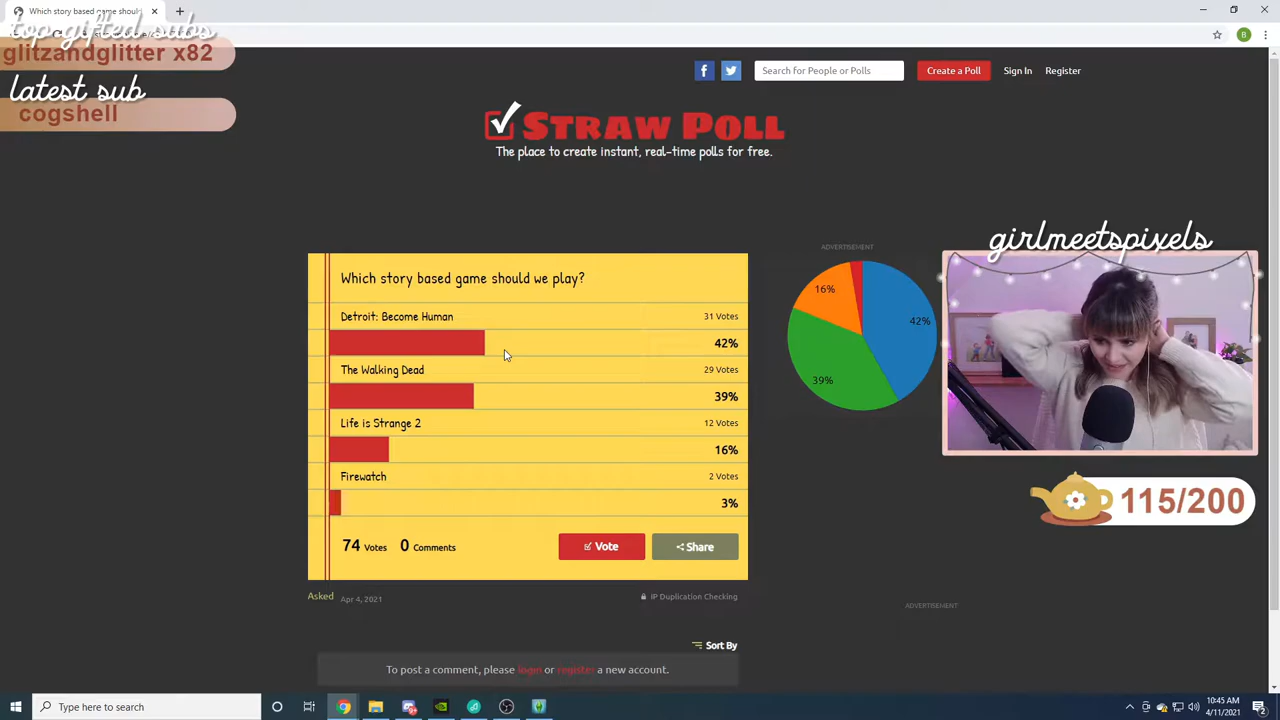 Which story based game should
top gifted subs
glitzandglitter x82
latest sub
cogshell
B
Search for People or Polls
Create a Poll
Sign In
Register
STRAW POLL
The place to create instant, real-time polls for free.
girlmeetspixels
ADVERTISEMENT
Which story based game should we play?
Detroit: Become Human
31 Votes
42%
The Walking Dead
29 Votes
39%
Life is Strange 2
12 Votes
16%
Firewatch
2 Votes
3%
74 Votes
0 Comments
Vote
Share
16%
42%
39%
115/200
Asked
Apr 4, 2021
IP Duplication Checking
ADVERTISEMENT
Sort By
To post a comment, please login or register a new account.
Type here to search
10:45 AM
4/11/2021
2